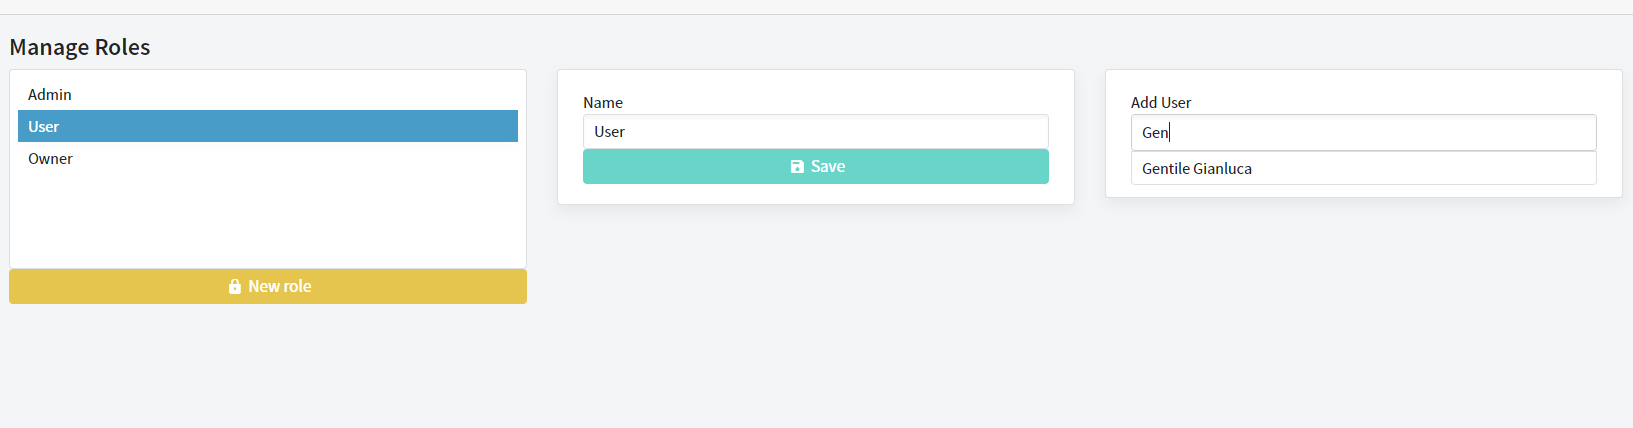 Manage Roles
Admin
User
Owner
New role
Name
User
Save
Add User
Gen
Gentile Gianluca